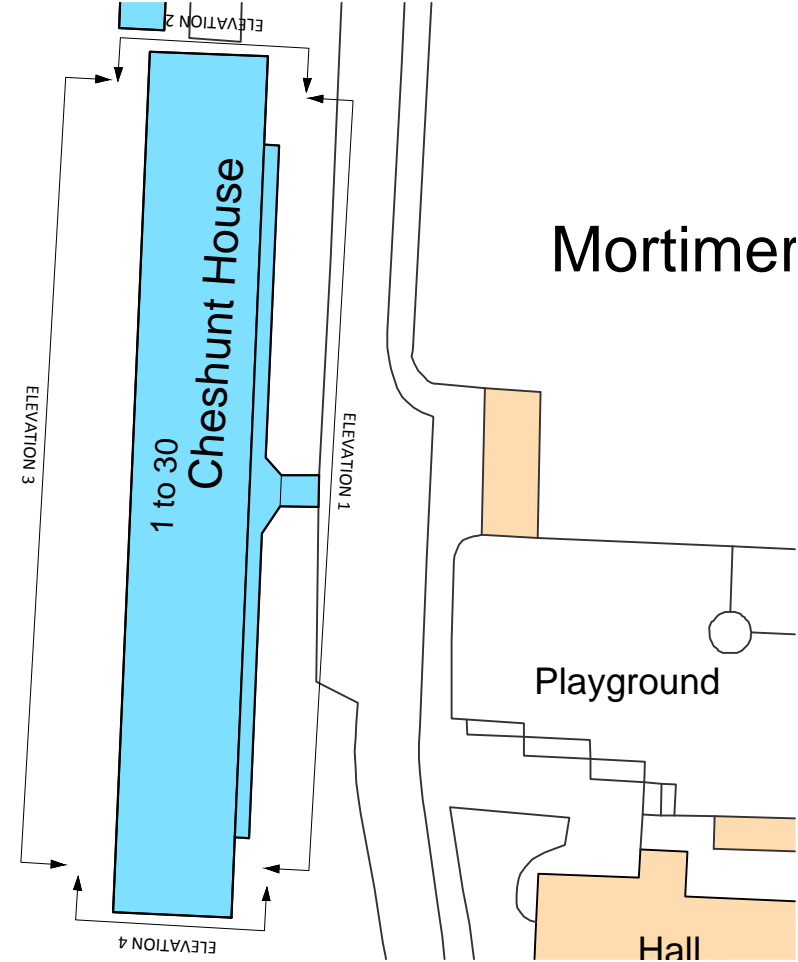 ELEVATION 2
Mortimer
Cheshunt House
1 to 30
ELEVATION 3
ELEVATION 1
Playground
ELEVATION 4
Hall